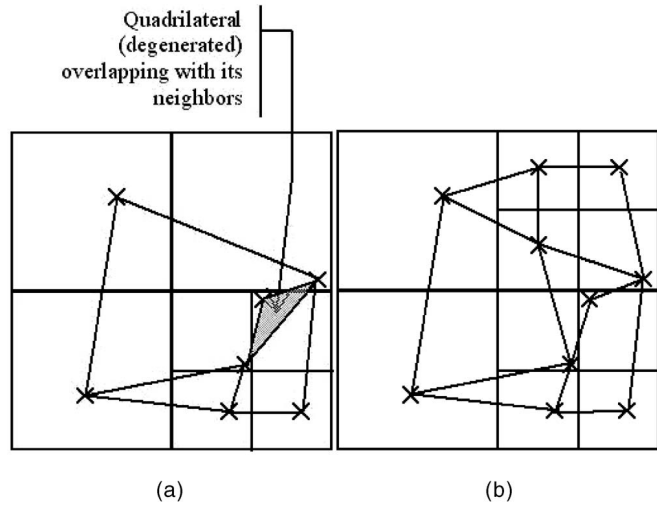 Quadrilateral
(degenerated)
overlapping with its
neighbors
(a)
(b)